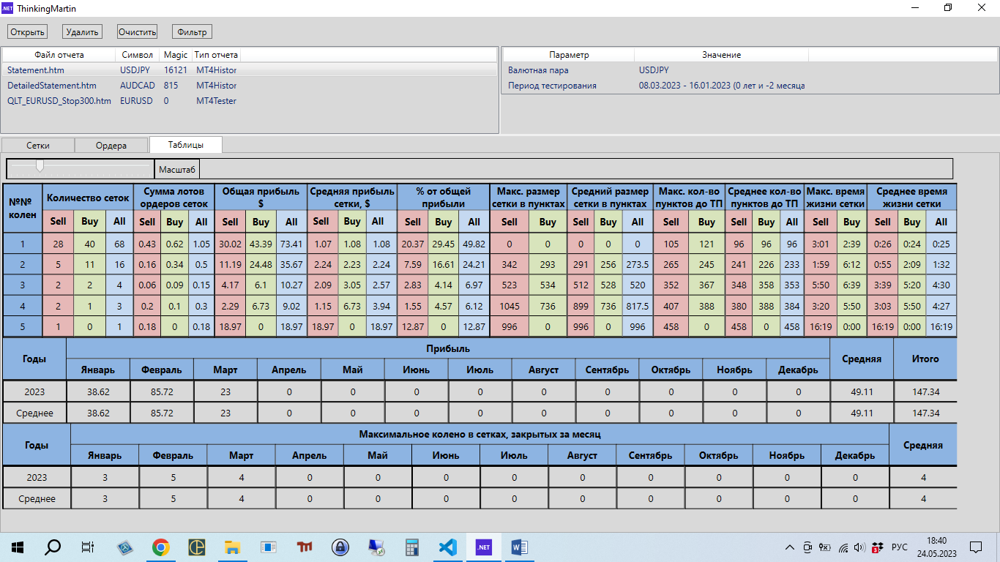 .NET ThinkingMartin
Открыть Удалить Очистить Фильтр
Файл отчета Символ Magic Тип отчета
Statement.htm USDJPY 16121 MT4Histor
DetailedStatement.htm AUDCAD 815 MT4Histor
QLT_EURUSD_Stop300.htm EURUSD 0 MT4Tester
Параметр Значение
Валютная пара USDJPY
Период тестирования 08.03.2023 - 16.01.2023 (0 лет и -2 месяца
Сетки Ордера Таблицы
Масштаб
№№ колен Количество сеток Сумма лотов ордеров сеток Общая прибыль $ Средняя прибыль сетки, $ % от общей прибыли Макс. размер сетки в пунктах Средний размер сетки в пунктах Макс. кол-во пунктов до ТП Среднее кол-во пунктов до ТП Макс. время жизни сетки Среднее время жизни сетки
Sell Buy All Sell Buy All Sell Buy All Sell Buy All Sell Buy All Sell Buy Sell Buy All Sell Buy Sell Buy All Sell Buy Sell Buy All
1 28 40 68 0.43 0.62 1.05 30.02 43.39 73.41 1.07 1.08 1.08 20.37 29.45 49.82 0 0 0 0 0 105 121 96 96 96 3:01 2:39 0:26 0:24 0:25
2 5 11 16 0.16 0.34 0.5 11.19 24.48 35.67 2.24 2.23 2.24 7.59 16.61 24.21 342 293 291 256 273.5 265 245 241 226 233 1:59 6:12 0:55 2:09 1:32
3 2 2 4 0.06 0.09 0.15 4.17 6.1 10.27 2.09 3.05 2.57 2.83 4.14 6.97 523 534 512 528 520 352 367 348 358 353 5:50 6:39 3:39 5:20 4:30
4 2 1 3 0.2 0.1 0.3 2.29 6.73 9.02 1.15 6.73 3.94 1.55 4.57 6.12 1045 736 899 736 817.5 407 388 380 388 384 3:20 5:50 3:03 5:50 4:27
5 1 0 1 0.18 0 0.18 18.97 0 18.97 18.97 0 18.97 12.87 0 12.87 996 0 996 0 996 458 0 458 0 458 16:19 0:00 16:19 0:00 16:19
Годы Прибыль Средняя Итого
Январь Февраль Март Апрель Май Июнь Июль Август Сентябрь Октябрь Ноябрь Декабрь
2023 38.62 85.72 23 0 0 0 0 0 0 0 0 0 49.11 147.34
Среднее 38.62 85.72 23 0 0 0 0 0 0 0 0 0 49.11 147.34
Годы Максимальное колено в сетках, закрытых за месяц Средняя
Январь Февраль Март Апрель Май Июнь Июль Август Сентябрь Октябрь Ноябрь Декабрь
2023 3 5 4 0 0 0 0 0 0 0 0 0 4
Среднее 3 5 4 0 0 0 0 0 0 0 0 0 4
.NET
3
РУС
18:40
24.05.2023